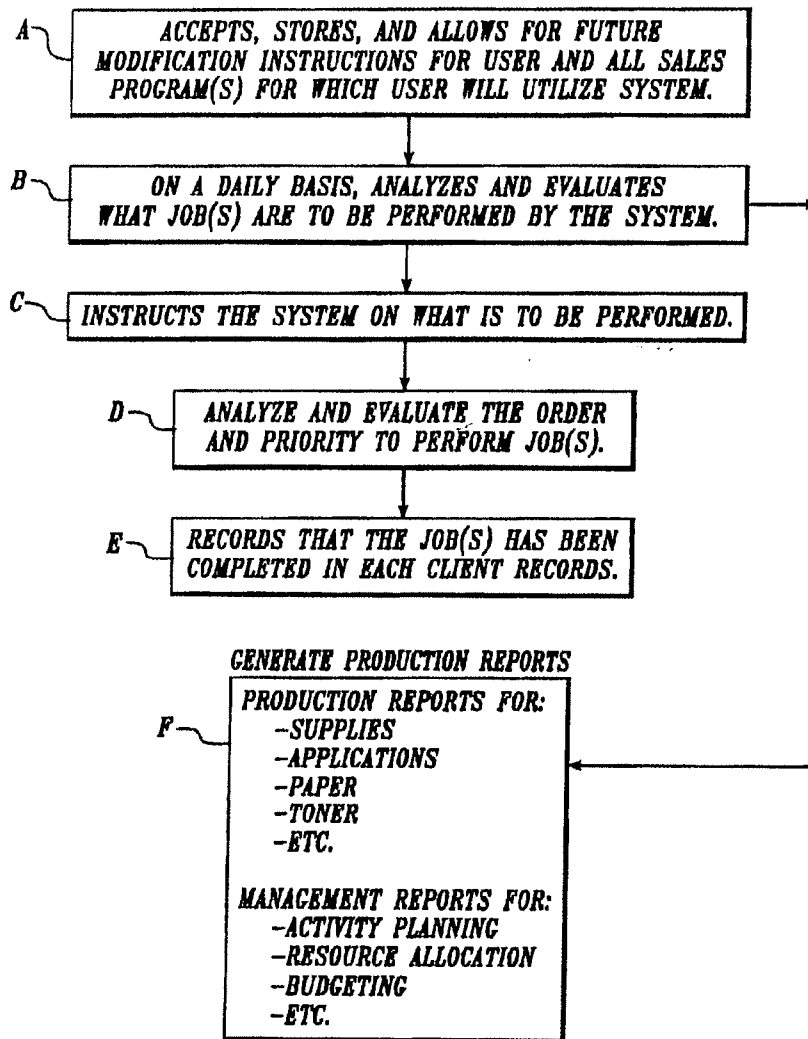 A
ACCEPTS, STORES, AND ALLOWS FOR FUTURE
MODIFICATION INSTRUCTIONS FOR USER AND ALL SALES
PROGRAM(S) FOR WHICH USER WILL UTILIZE SYSTEM.
B
ON A DAILY BASIS, ANALYZES AND EVALUATES
WHAT JOB(S) ARE TO BE PERFORMED BY THE SYSTEM.
C
INSTRUCTS THE SYSTEM ON WHAT IS TO BE PERFORMED.
D
ANALYZE AND EVALUATE THE ORDER
AND PRIORITY TO PERFORM JOB(S).
E
RECORDS THAT THE JOB(S) HAS BEEN
COMPLETED IN EACH CLIENT RECORDS.
GENERATE PRODUCTION REPORTS
F
PRODUCTION REPORTS FOR:
-SUPPLIES
-APPLICATIONS
-PAPER
-TONER
-ETC.
MANAGEMENT REPORTS FOR:
-ACTIVITY PLANNING
-RESOURCE ALLOCATION
-BUDGETING
-ETC.